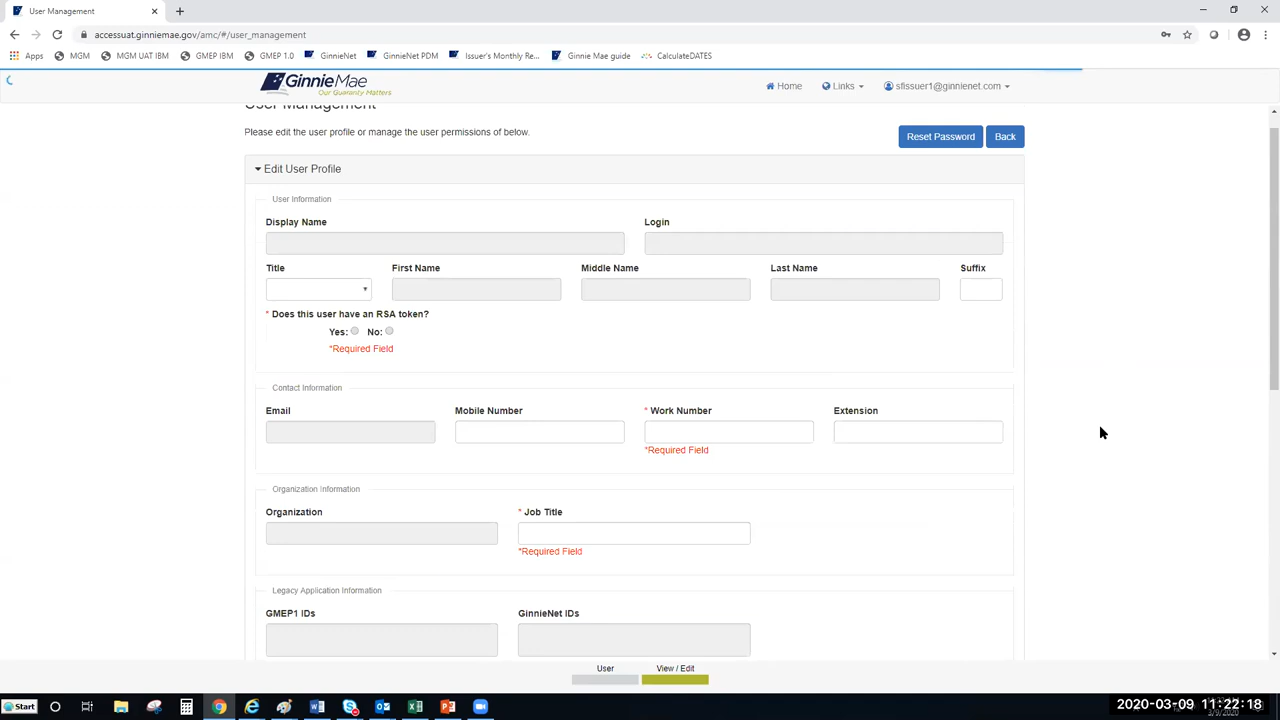 User Management
accessuat.ginniemae.gov/amc/#/user_management
Apps MGM MGM UAT IBM GMEP IBM GMEP 1.0 GinnieNet GinnieNet PDM Issuer's Monthly Re... Ginnie Mae guide CalculateDATES
GinnieMae
Our Guaranty Matters
Home Links sfissuer1@ginnienet.com
User Management
Please edit the user profile or manage the user permissions of below.
Reset Password Back
Edit User Profile
User Information
Display Name Login
Title First Name Middle Name Last Name Suffix
* Does this user have an RSA token?
Yes: No:
*Required Field
Contact Information
Email Mobile Number * Work Number Extension
*Required Field
Organization Information
Organization * Job Title
*Required Field
Legacy Application Information
GMEP1 IDs GinnieNet IDs
User View / Edit
Start
2020-03-09 11:22:18
3/9/2020